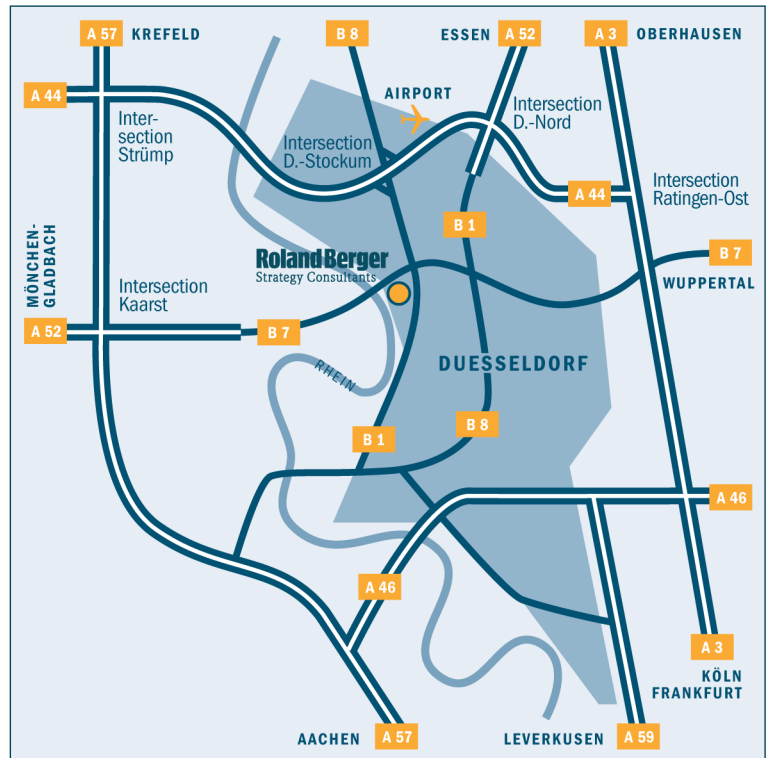 A 57 KREFELD
B 8
ESSEN A 52
A 3 OBERHAUSEN
A 44
AIRPORT
Inter-
section
Strümp
Intersection
D.-Stockum
Intersection
D.-Nord
A 44
Intersection
Ratingen-Ost
B 1
B 7
WUPPERTAL
MÖNCHEN-
GLADBACH
Roland Berger
Strategy Consultants
Intersection
Kaarst
A 52
B 7
RHEIN
DUESSELDORF
B 1
B 8
A 46
A 46
A 3
KÖLN
FRANKFURT
AACHEN A 57
LEVERKUSEN A 59